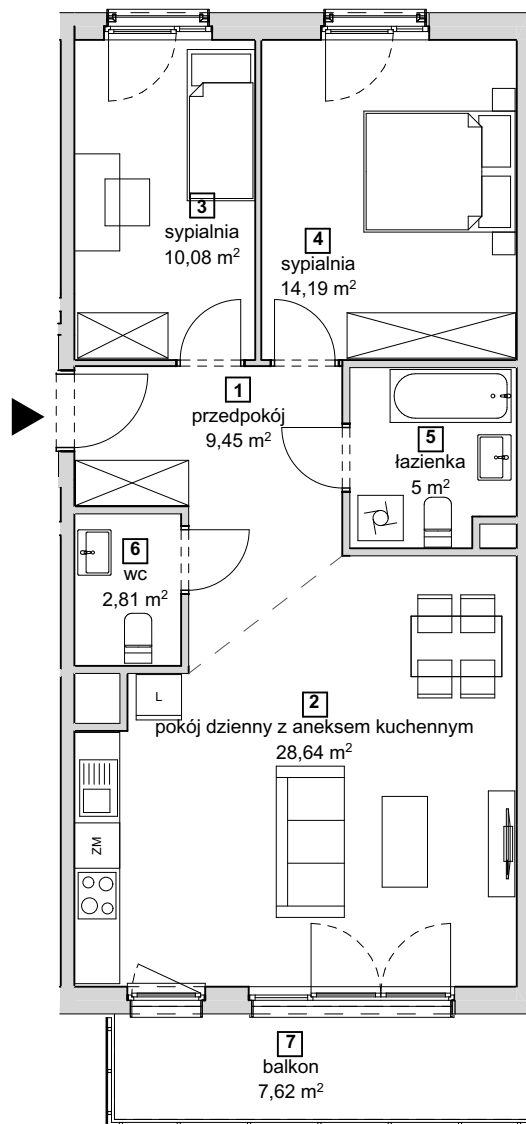 3
sypialnia
10,08 m²
4
sypialnia
14,19 m²
1
przedpokój
9,45 m²
5
łazienka
5 m²
6
wc
2,81 m²
L
2
pokój dzienny z aneksem kuchennym
28,64 m²
ZM
7
balkon
7,62 m²